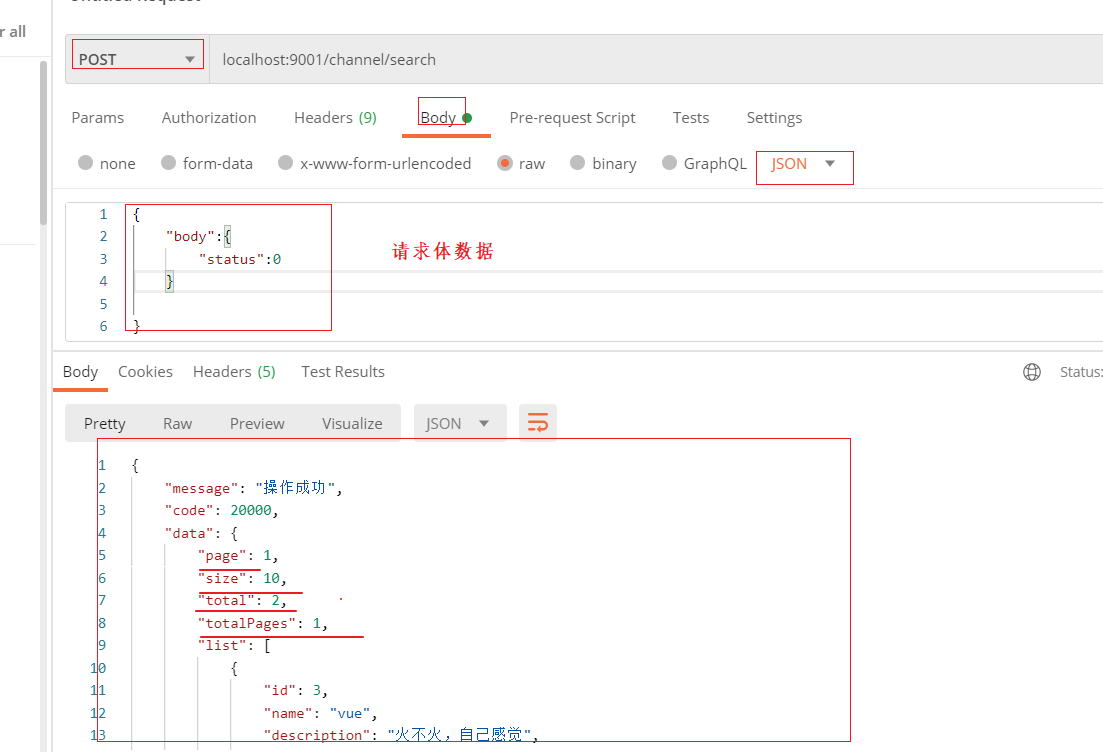 Untitled Request
r all
POST
localhost:9001/channel/search
Params Authorization Headers (9) Body Pre-request Script Tests Settings
none form-data x-www-form-urlencoded raw binary GraphQL JSON
1 {
2 "body":{
3 "status":0
4 }
5
6 }
请求体数据
Body Cookies Headers (5) Test Results Status:
Pretty Raw Preview Visualize JSON
1 {
2 "message": "操作成功",
3 "code": 20000,
4 "data": {
5 "page": 1,
6 "size": 10,
7 "total": 2,
8 "totalPages": 1,
9 "list": [
10 {
11 "id": 3,
12 "name": "vue",
13 "description": "火不火，自己感觉",